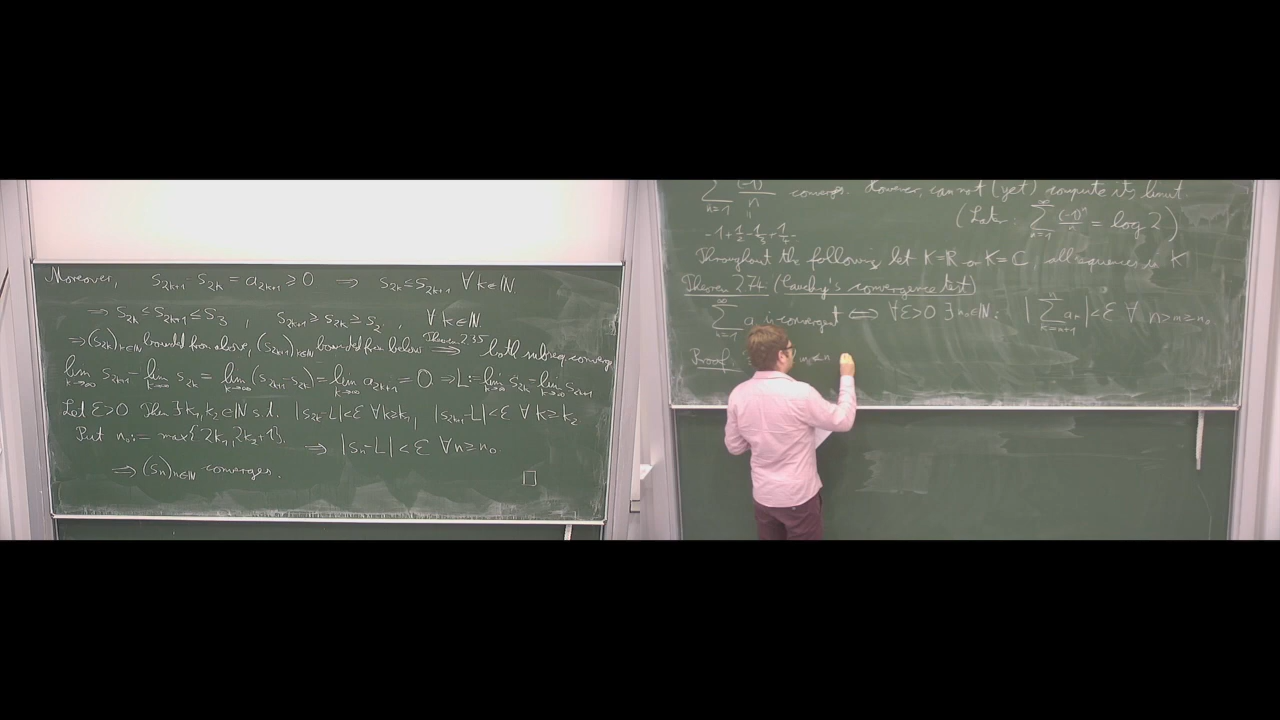 Moreover, S_{2k+1} - S_{2k} = a_{2k+1} ≥ 0 ⇒ S_{2k} ≤ S_{2k+1} ∀ k ∈ ℕ
⇒ S_{2k} ≤ S_{2k+1} ≤ S_3 , S_{2k+1} ≥ S_{2k} ≥ S_2 , ∀ k ∈ ℕ
⇒ (S_{2k})_{k∈ℕ} bounded from above, (S_{2k+1})_{k∈ℕ} bounded from below ⇒ (Theorem 2.35) both subseq. converge
lim_{k→∞} S_{2k+1} - lim_{k→∞} S_{2k} = lim_{k→∞} (S_{2k+1} - S_{2k}) = lim_{k→∞} a_{2k+1} = 0 ⇒ L := lim_{k→∞} S_{2k} = lim_{k→∞} S_{2k+1}
Let ε>0 Then ∃ k_1, k_2 ∈ ℕ s.t. |S_{2k} - L| < ε ∀ k ≥ k_1 , |S_{2k+1} - L| < ε ∀ k ≥ k_2
Put n_0 := max{2k_1, 2k_2+1}. ⇒ |S_n - L| < ε ∀ n ≥ n_0
⇒ (S_n)_{n∈ℕ} converges. □
∑_{n=1}^{∞} (-1)^n/n converges. However, cannot (yet) compute its limit.
-1+1/2-1/3+1/4- (Later: ∑_{n=1}^{∞} (-1)^n/n = log 2)
Throughout the following let K=ℝ or K=ℂ, all sequences in K
Theorem 2.74 (Cauchy's convergence test)
∑ a is convergent ⇔ ∀ ε>0 ∃ n_0 ∈ ℕ : |∑_{k=m+1}^{n} a_k| < ε ∀ n > m ≥ n_0
Proof: